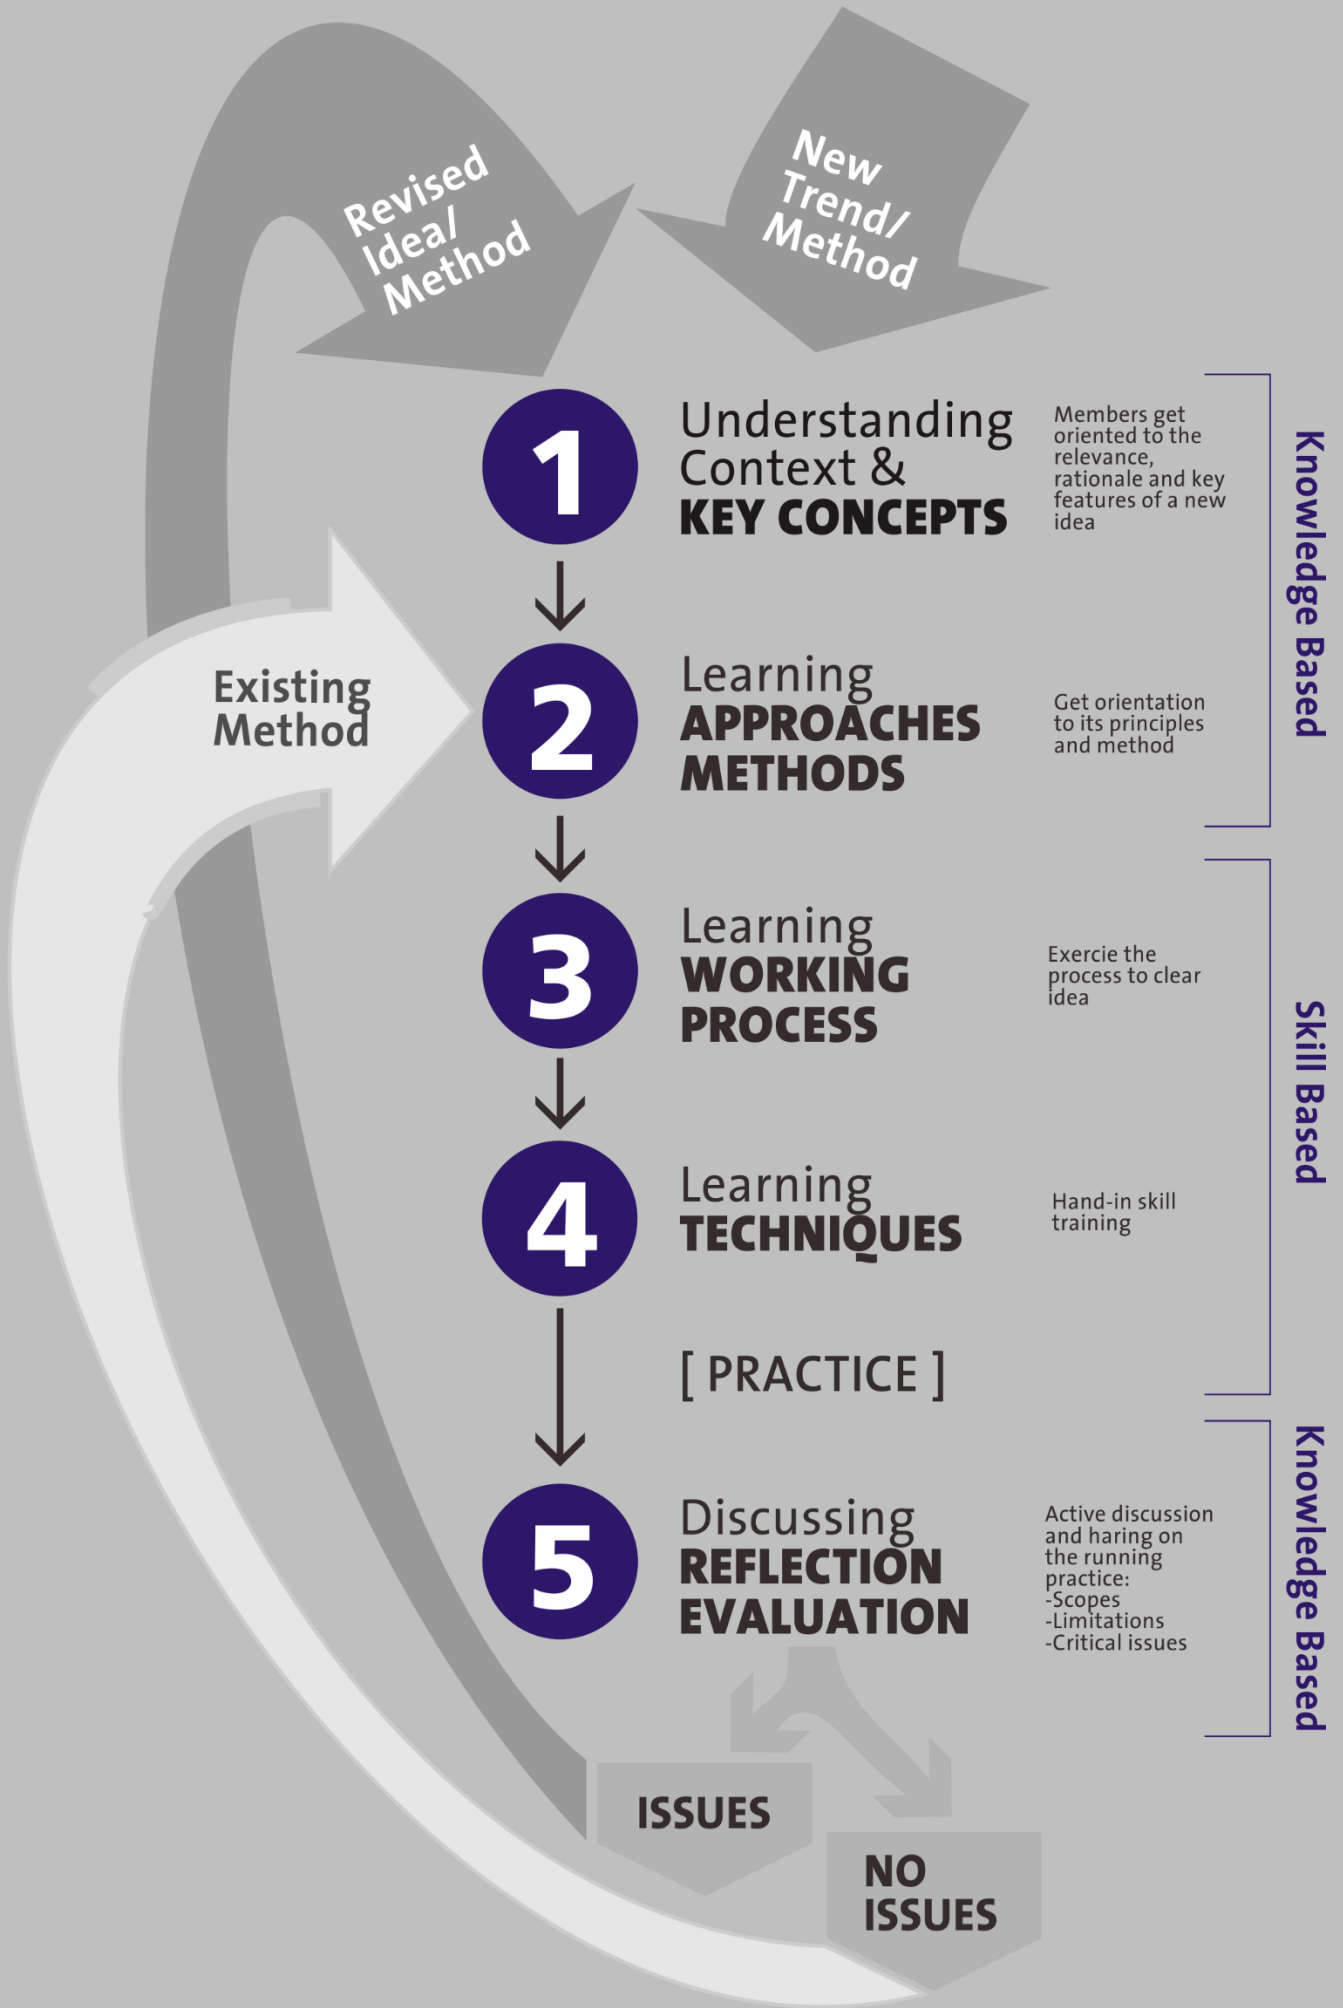 Revised
Idea/
Method
New
Trend/
Method
1
Understanding
Context &
KEY CONCEPTS
Members get
oriented to the
relevance,
rationale and key
features of a new
idea
Knowledge Based
Existing
Method
2
Learning
APPROACHES
METHODS
Get orientation
to its principles
and method
3
Learning
WORKING
PROCESS
Exercie the
process to clear
idea
Skill Based
4
Learning
TECHNIQUES
Hand-in skill
training
[ PRACTICE ]
5
Discussing
REFLECTION
EVALUATION
Active discussion
and haring on
the running
practice:
-Scopes
-Limitations
-Critical issues
Knowledge Based
ISSUES
NO
ISSUES